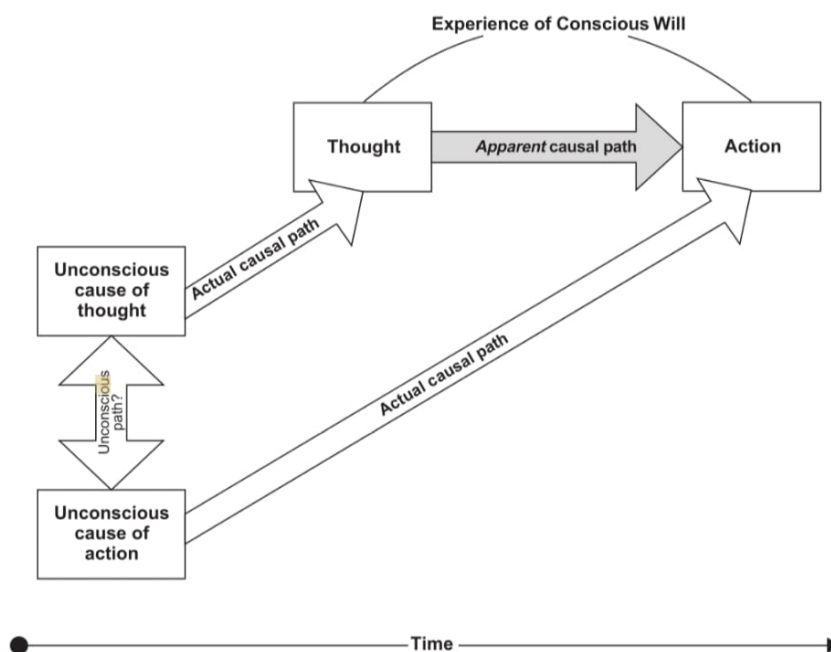 Experience of Conscious Will
Thought
Apparent causal path
Action
Actual causal path
Unconscious
cause of
thought
Actual causal path
Unconscious
path?
Unconscious
cause of
action
Time